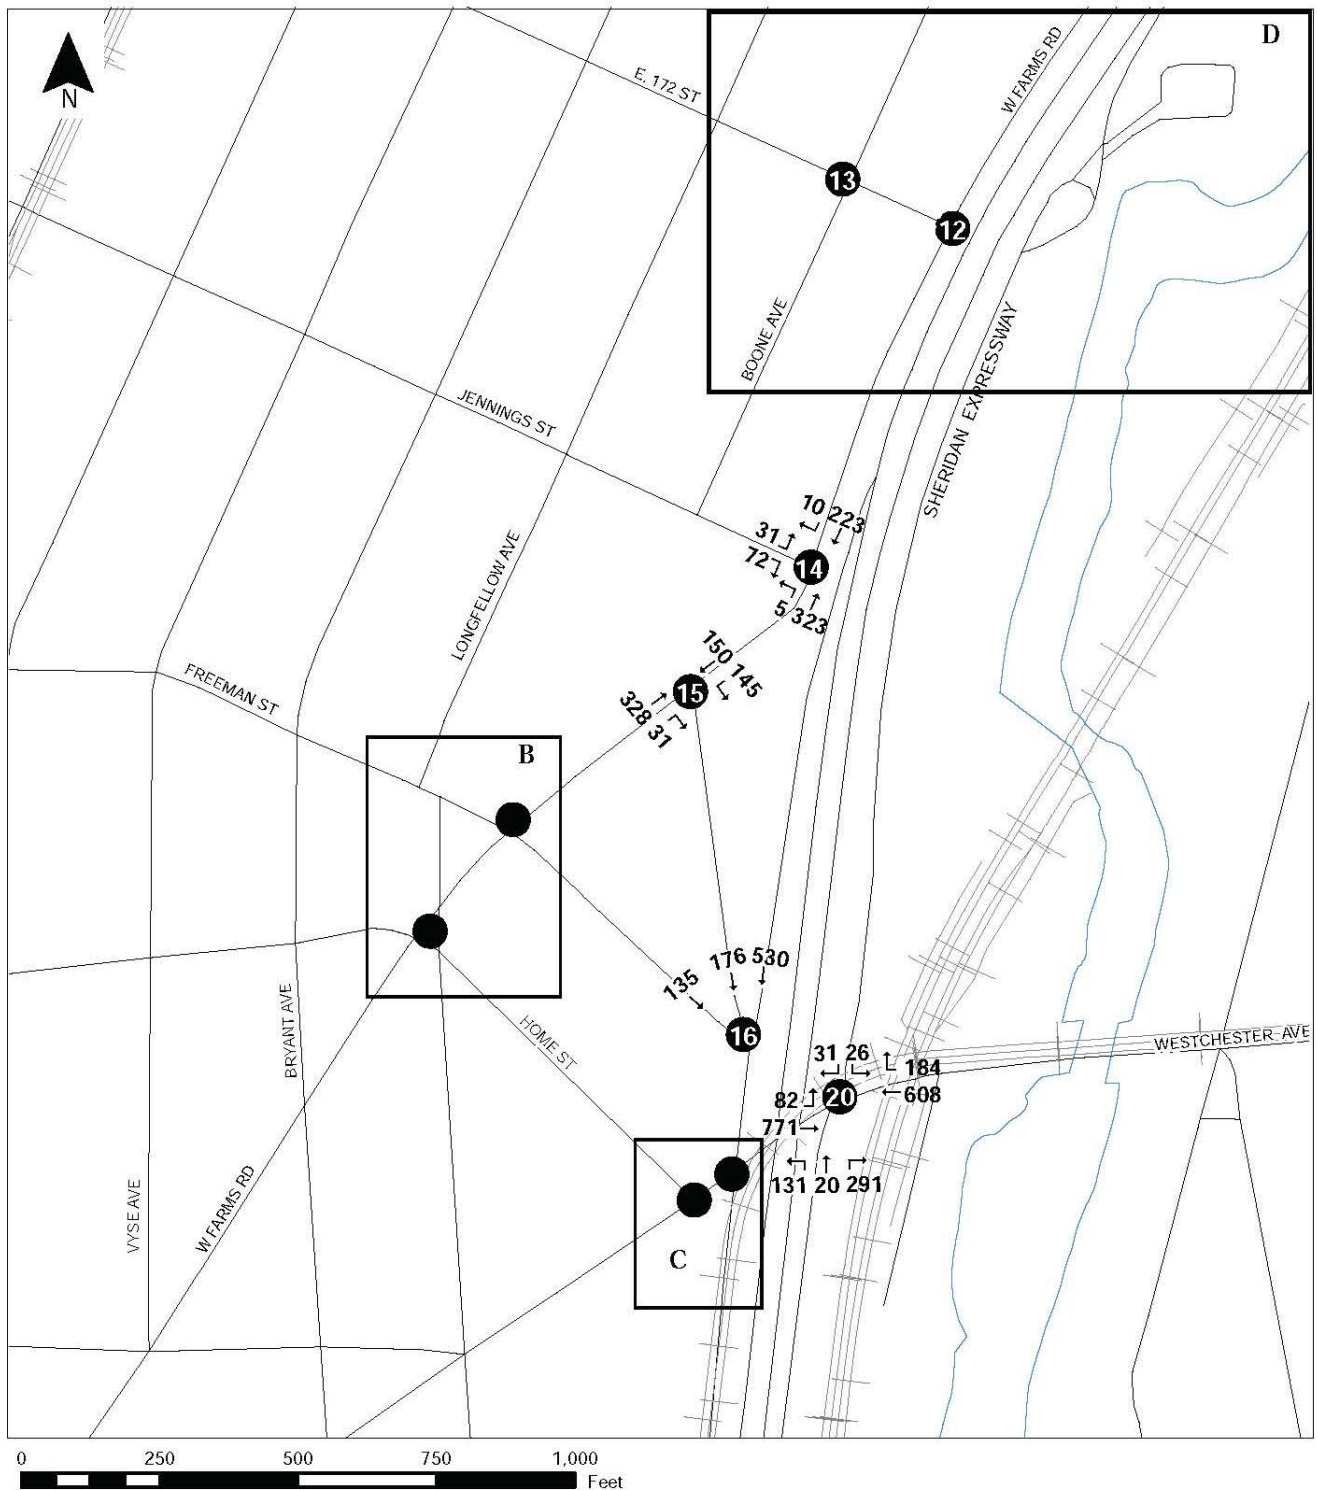 D
N
E. 172 ST
W FARMS RD
13
12
BOONE AVE
SHERIDAN EXPRESSWAY
JENNINGS ST
10 223
31
72
14
5 323
LONGFELLOW AVE
150 145
15
328 31
FREEMAN ST
B
135
176 530
16
HOME ST
BRYANT AVE
WESTCHESTER AVE
31 26
184
82
20
608
771
131 20 291
C
VYSE AVE
W FARMS RD
0 250 500 750 1,000
Feet